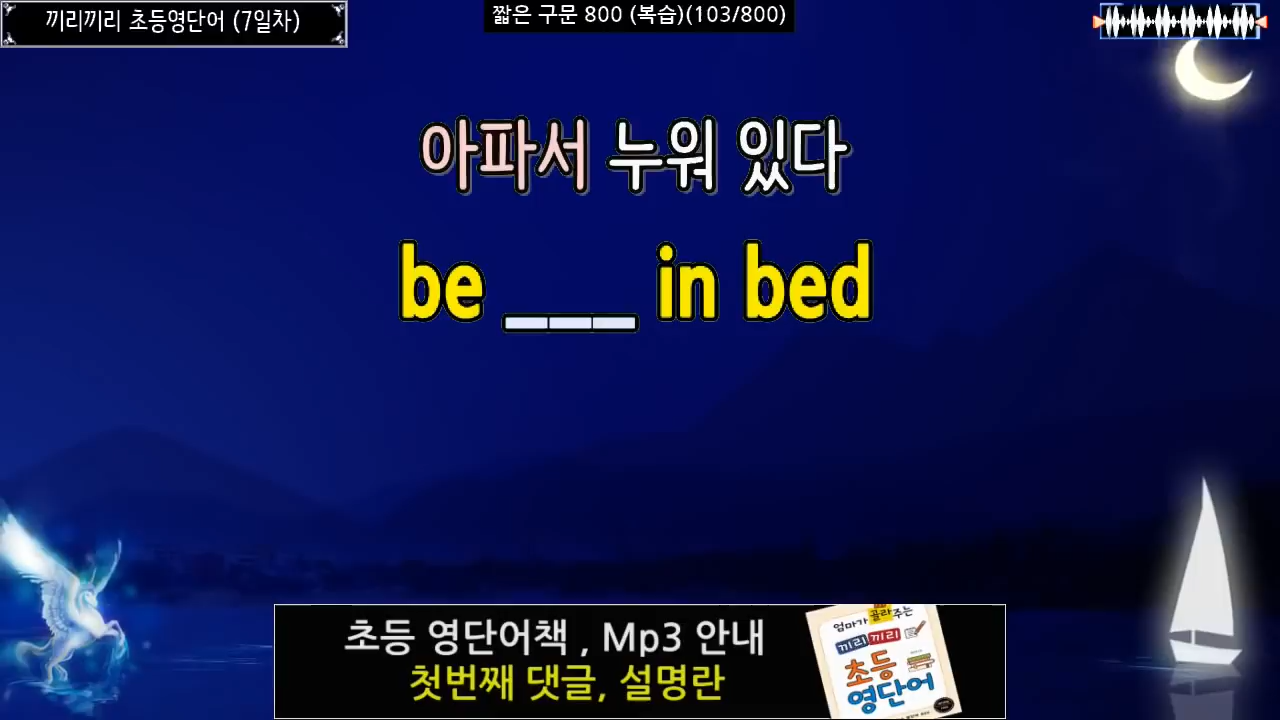 끼리끼리 초등영단어 (7일차)
짧은 구문 800 (복습)(103/800)
아파서 누워 있다
be ___ in bed
초등 영단어책 , Mp3 안내
첫번째 댓글, 설명란
엄마가 골라주는
끼리끼리
초등
영단어